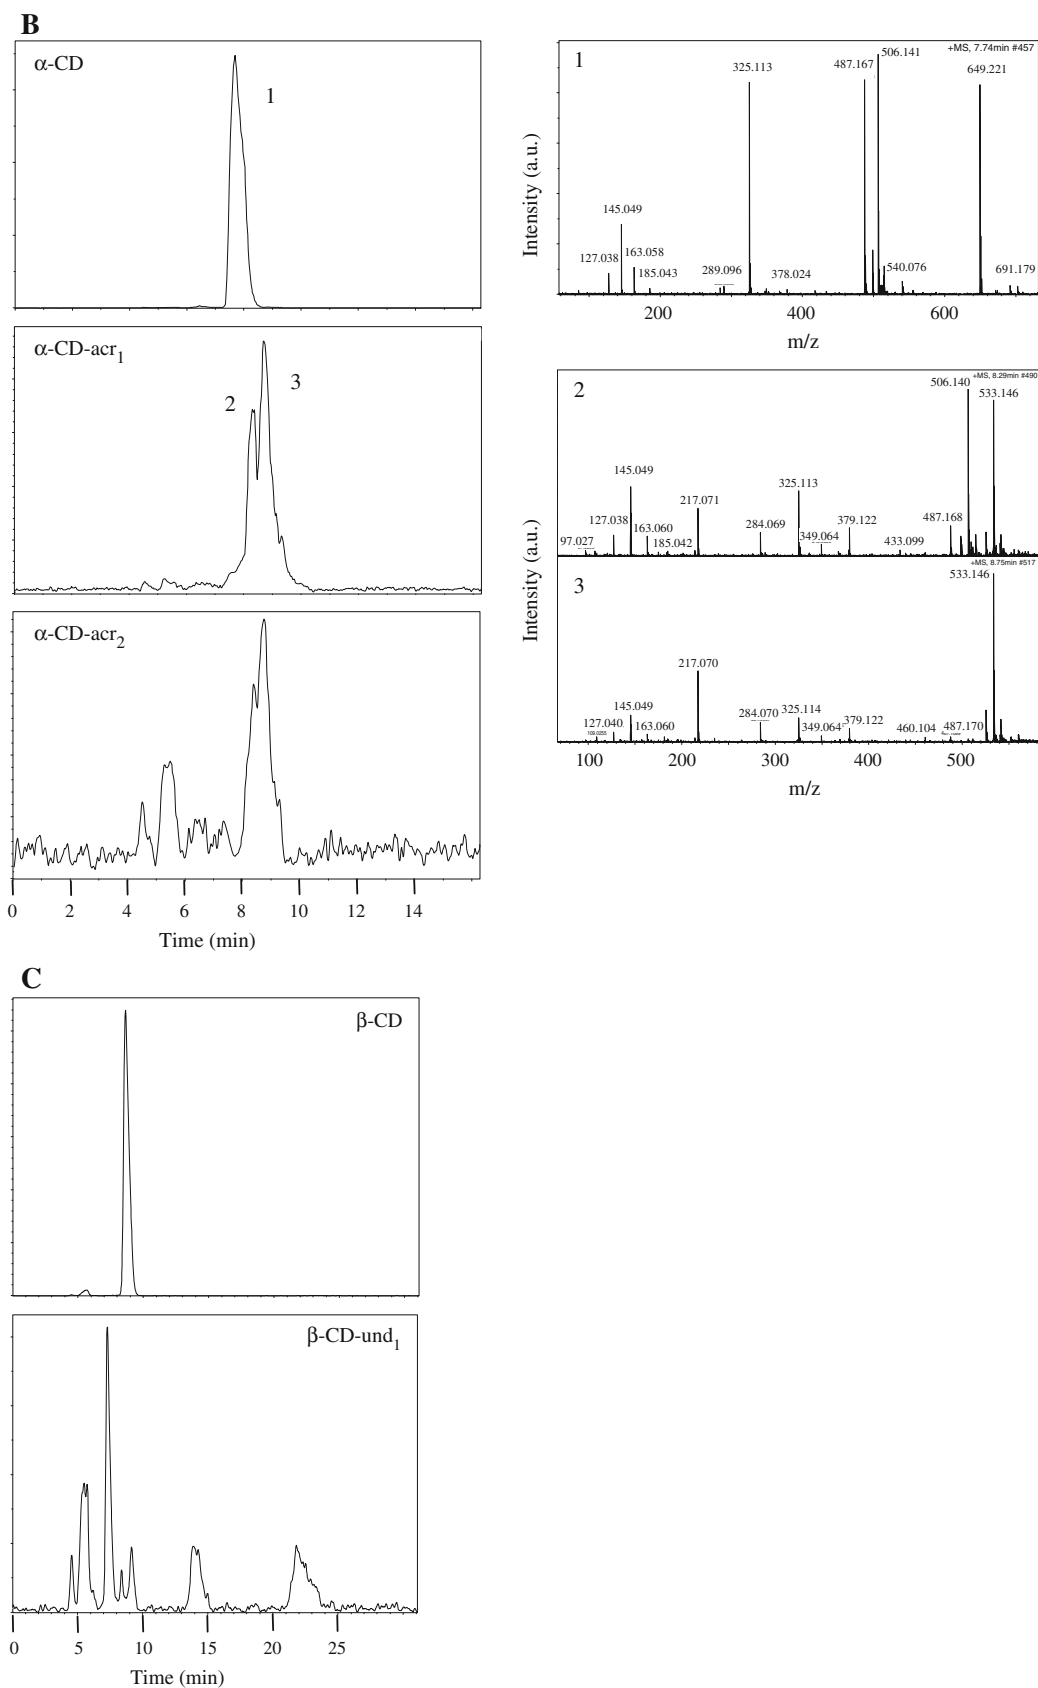 B
α-CD
1
α-CD-acr1
2
3
α-CD-acr2
0 2 4 6 8 10 12 14
Time (min)
1
+MS, 7.74min #457
506.141
487.167
325.113
649.221
145.049
127.038
163.058
185.043
289.096
378.024
540.076
691.179
Intensity (a.u.)
200 400 600
m/z
2
+MS, 8.29min #490
506.140
533.146
145.049
325.113
217.071
127.038
163.060
97.027
185.042
284.069
349.064
379.122
433.099
487.168
Intensity (a.u.)
3
+MS, 8.75min #517
533.146
217.070
145.049
127.040
109.0255
163.060
284.070
325.114
349.064
379.122
460.104
487.170
100 200 300 400 500
m/z
C
β-CD
β-CD-und1
0 5 10 15 20 25
Time (min)